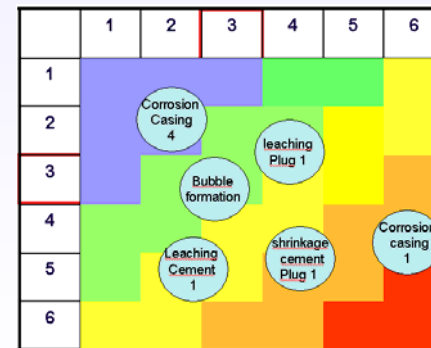 1 2 3 4 5 6
1
Corrosion
Casing
4
2
leaching
Plug 1
3
Bubble
formation
4
Leaching
Cement
1
shrinkage
cement
Plug 1
Corrosion
casing
1
5
6